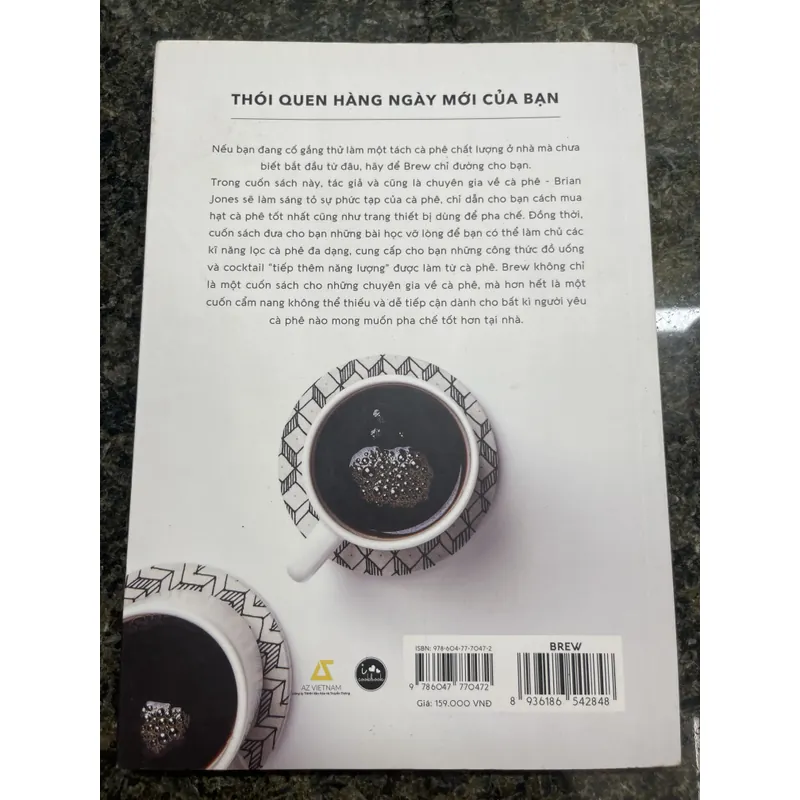 THÓI QUEN HÀNG NGÀY MỚI CỦA BẠN
Nếu bạn đang cố gắng thử làm một tách cà phê chất lượng ở nhà mà chưa
biết bắt đầu từ đâu, hãy để Brew chỉ đường cho bạn.
Trong cuốn sách này, tác giả và cũng là chuyên gia về cà phê - Brian
Jones sẽ làm sáng tỏ sự phức tạp của cà phê, chỉ dẫn cho bạn cách mua
hạt cà phê tốt nhất cũng như trang thiết bị dùng để pha chế. Đồng thời,
cuốn sách đưa cho bạn những bài học vỡ lòng để bạn có thể làm chủ các
kĩ năng lọc cà phê đa dạng, cung cấp cho bạn những công thức đồ uống
và cocktail "tiếp thêm năng lượng" được làm từ cà phê. Brew không chỉ
là một cuốn sách cho những chuyên gia về cà phê, mà hơn hết là một
cuốn cẩm nang không thể thiếu và dễ tiếp cận dành cho bất kì người yêu
cà phê nào mong muốn pha chế tốt hơn tại nhà.
AZ VIETNAM
ISBN: 978-604-77-7047-2
9 786047 770472
Giá: 159.000 VNĐ
BREW
8 936186 542848